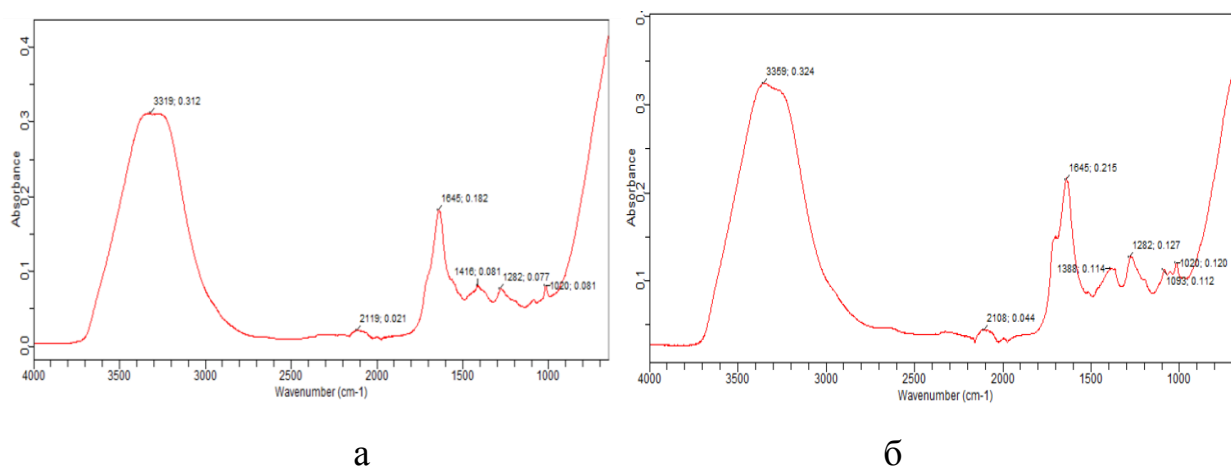 3319; 0.312
1645; 0.182
1416; 0.081
1282; 0.077
1020; 0.081
2119; 0.021
Absorbance
0,0
0,1
0,2
0,3
0,4
4000 3500 3000 2500 2000 1500 1000
Wavenumber (cm-1)
а
3359; 0.324
1645; 0.215
1282; 0.127
1388; 0.114
1020; 0.120
1093; 0.112
2108; 0.044
Absorbance
0,1
0,2
0,3
0,4
4000 3500 3000 2500 2000 1500 1000
Wavenumber (cm-1)
б